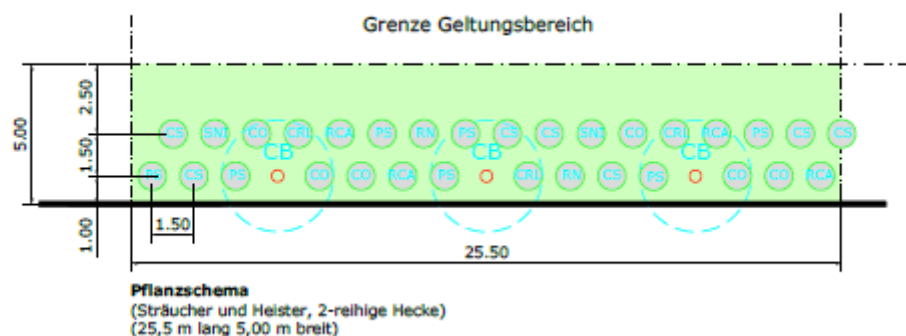 Grenze Geltungsbereich
5.00
2.50
1.50
1.00
CS SNI CO CRL RCA PS RN PS CS CS SNI CO CRL RCA PS CS CS
CB CB CB
PS CS PS CO CO RCA PS CRL RN CS PS CO CO RCA
1.50
25.50
Pflanzschema
(Sträucher und Heister, 2-reihige Hecke)
(25,5 m lang 5,00 m breit)